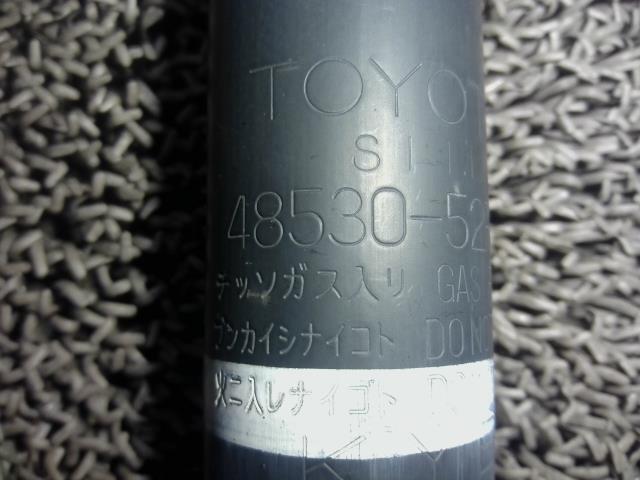 TOYO
48530-52
チッソガス入リ GAS
ブンカイシナイコト DO NO
火ニ入レナイコト
KY